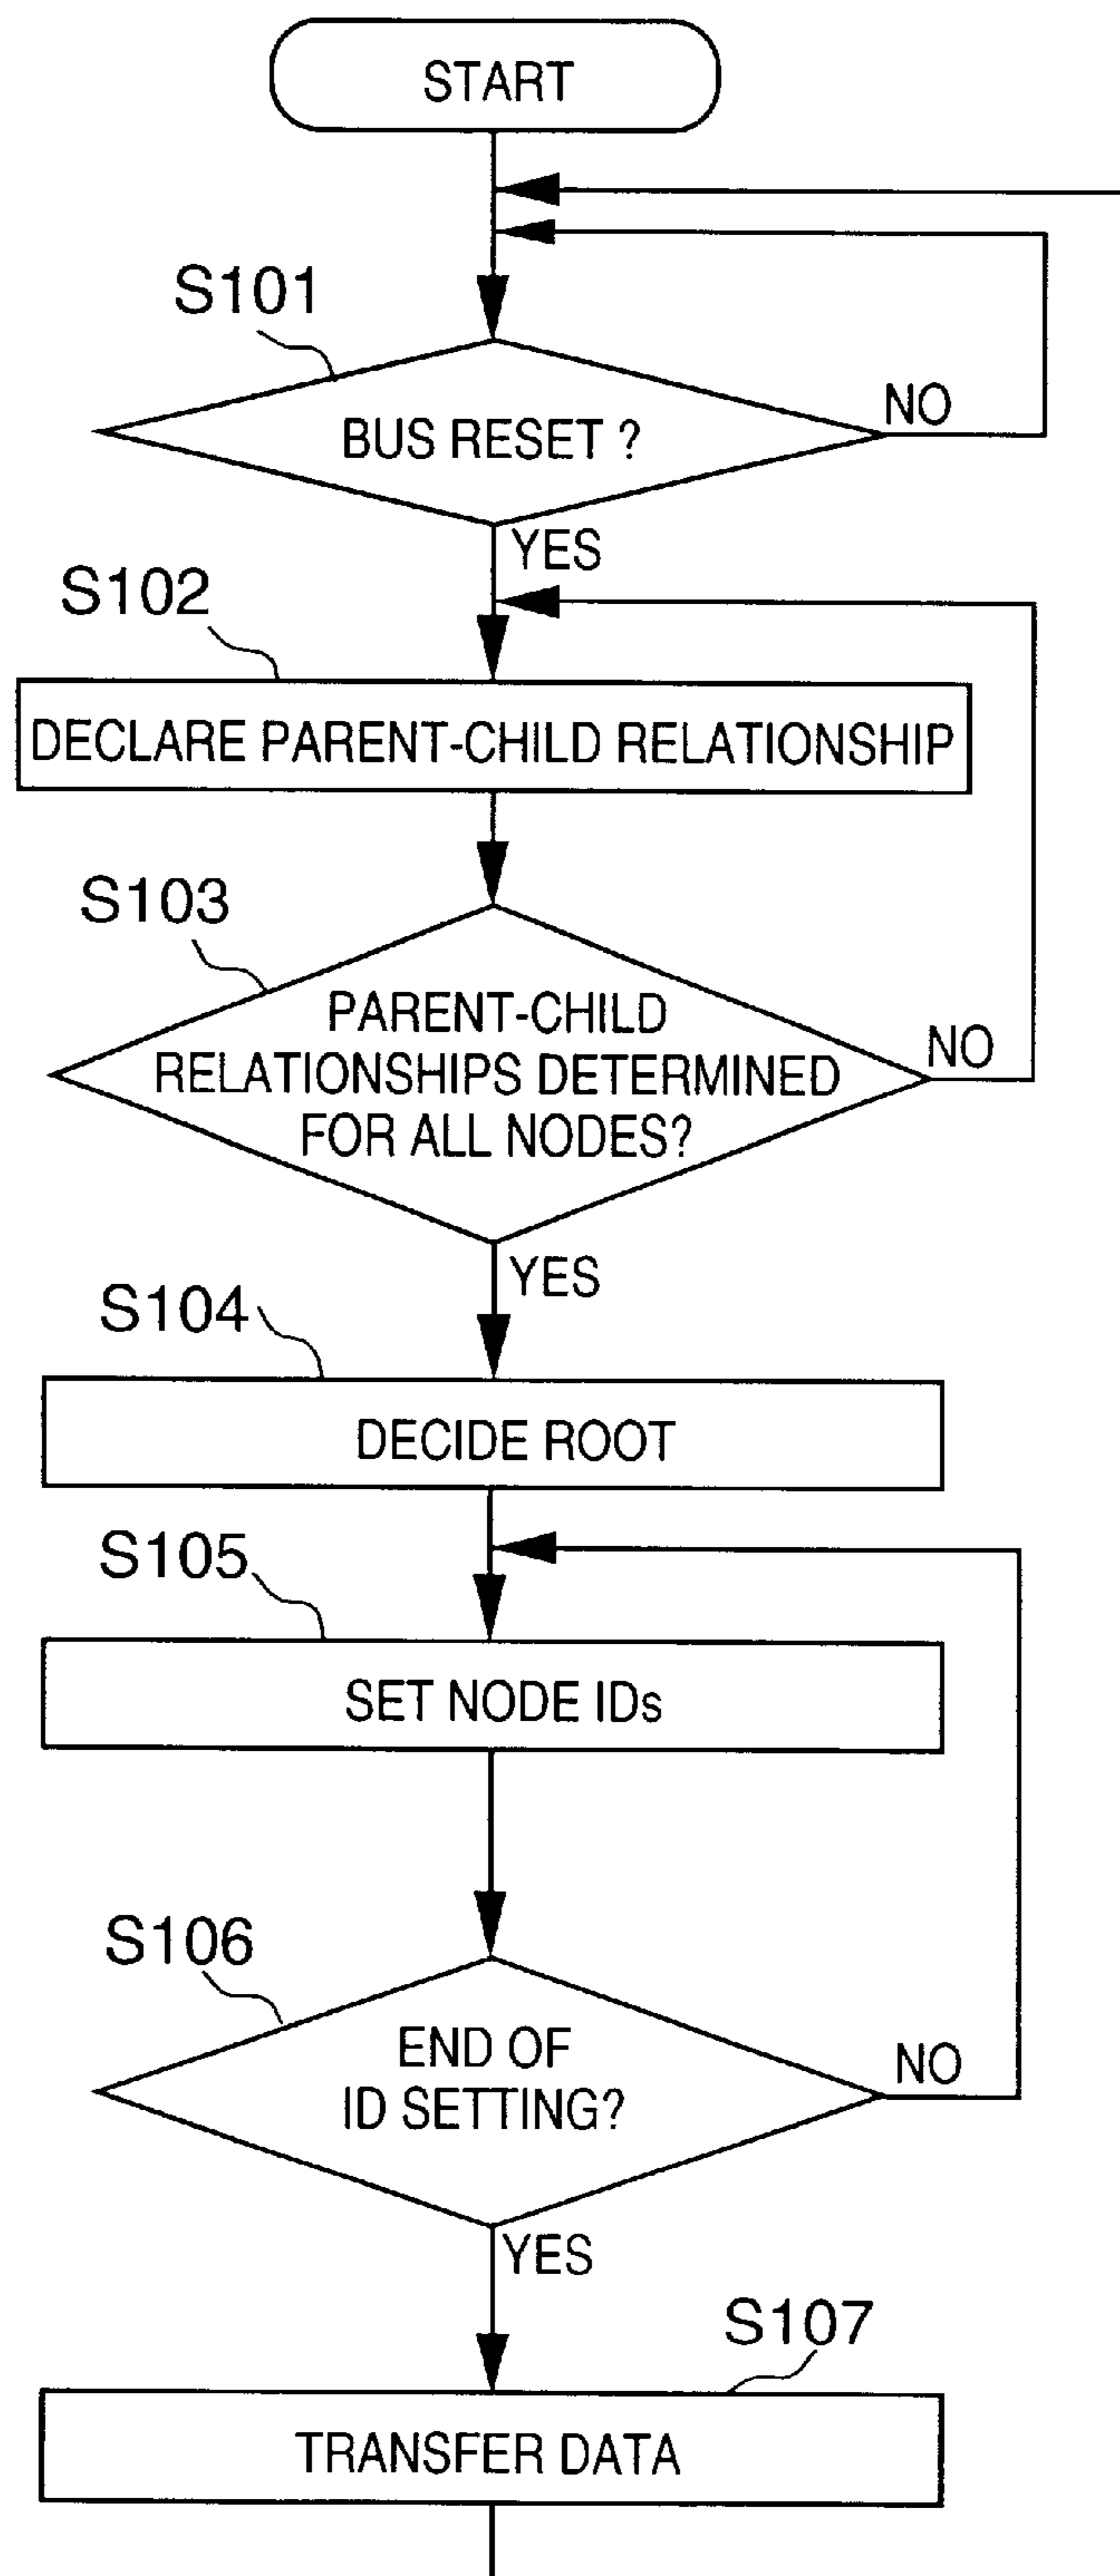 START
S101
BUS RESET ?
NO
YES
S102
DECLARE PARENT-CHILD RELATIONSHIP
S103
PARENT-CHILD
RELATIONSHIPS DETERMINED
FOR ALL NODES?
NO
YES
S104
DECIDE ROOT
S105
SET NODE IDs
S106
END OF
ID SETTING?
NO
YES
S107
TRANSFER DATA